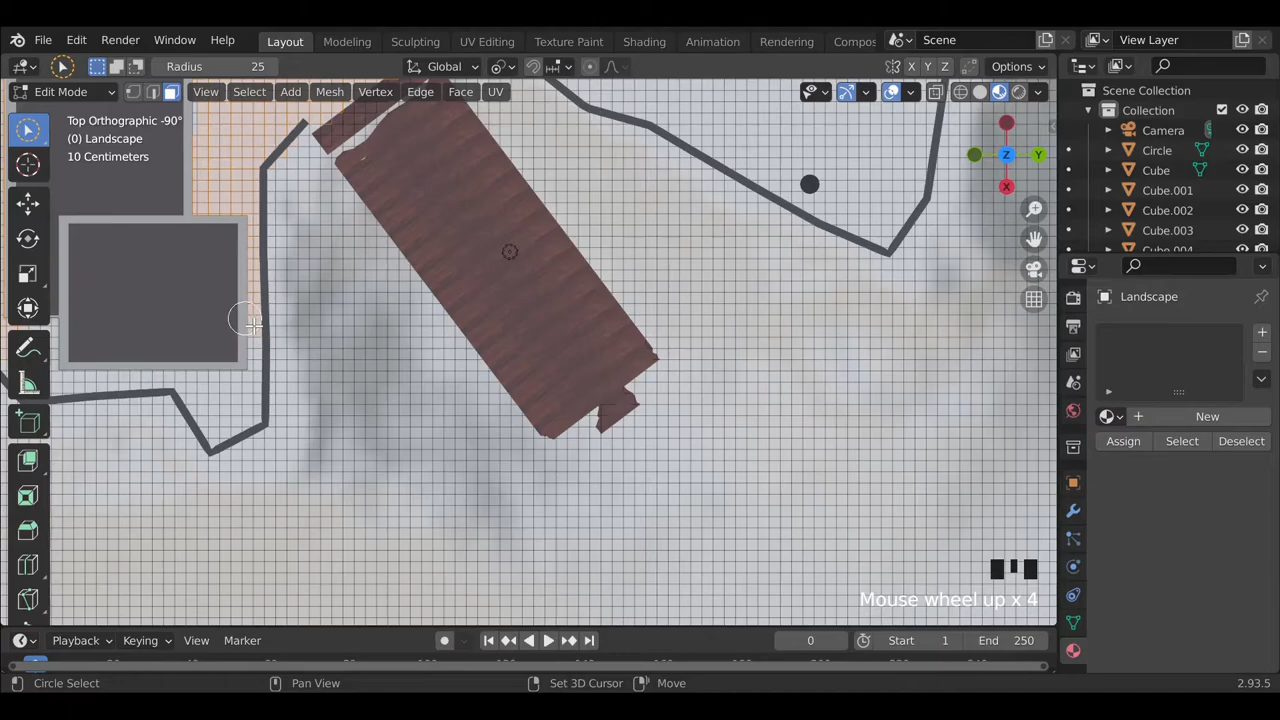 File Edit Render Window Help Layout Modeling Sculpting UV Editing Texture Paint Shading Animation Rendering Compos Scene View Layer
Radius 25 Global X Y Z Options
Edit Mode View Select Add Mesh Vertex Edge Face UV
Top Orthographic -90°
(0) Landscape
10 Centimeters
Z Y X
Scene Collection
Collection
Camera
Circle
Cube
Cube.001
Cube.002
Cube.003
Cube.004
Landscape
New
Assign Select Deselect
Mouse wheel up x 4
Playback Keying View Marker 0 Start 1 End 250
Circle Select Pan View Set 3D Cursor Move 2.93.5